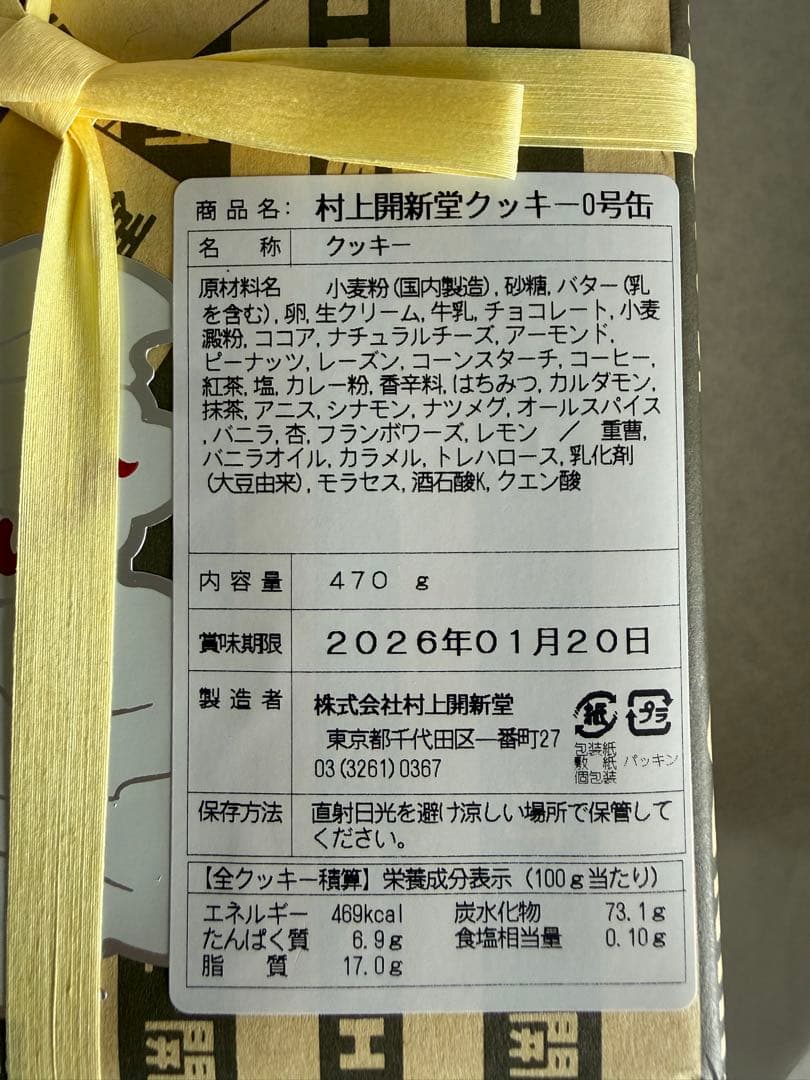 商品名: 村上開新堂クッキー0号缶
名称 クッキー
原材料名 小麦粉(国内製造), 砂糖, バター(乳
を含む), 卵, 生クリーム, 牛乳, チョコレート, 小麦
澱粉, ココア, ナチュラルチーズ, アーモンド,
ピーナッツ, レーズン, コーンスターチ, コーヒー,
紅茶, 塩, カレー粉, 香辛料, はちみつ, カルダモン,
抹茶, アニス, シナモン, ナツメグ, オールスパイス
, バニラ, 杏, フランボワーズ, レモン / 重曹,
バニラオイル, カラメル, トレハロース, 乳化剤
(大豆由来), モラセス, 酒石酸K, クエン酸
内容量 470 g
賞味期限 2026年01月20日
製造者 株式会社村上開新堂
東京都千代田区一番町27
03(3261)0367
紙 プラ
包装紙
敷紙 パッキン
個包装
保存方法 直射日光を避け涼しい場所で保管して
ください。
【全クッキー積算】栄養成分表示(100g当たり)
エネルギー 469kcal 炭水化物 73.1g
たんぱく質 6.9g 食塩相当量 0.10g
脂質 17.0g
開 H 開